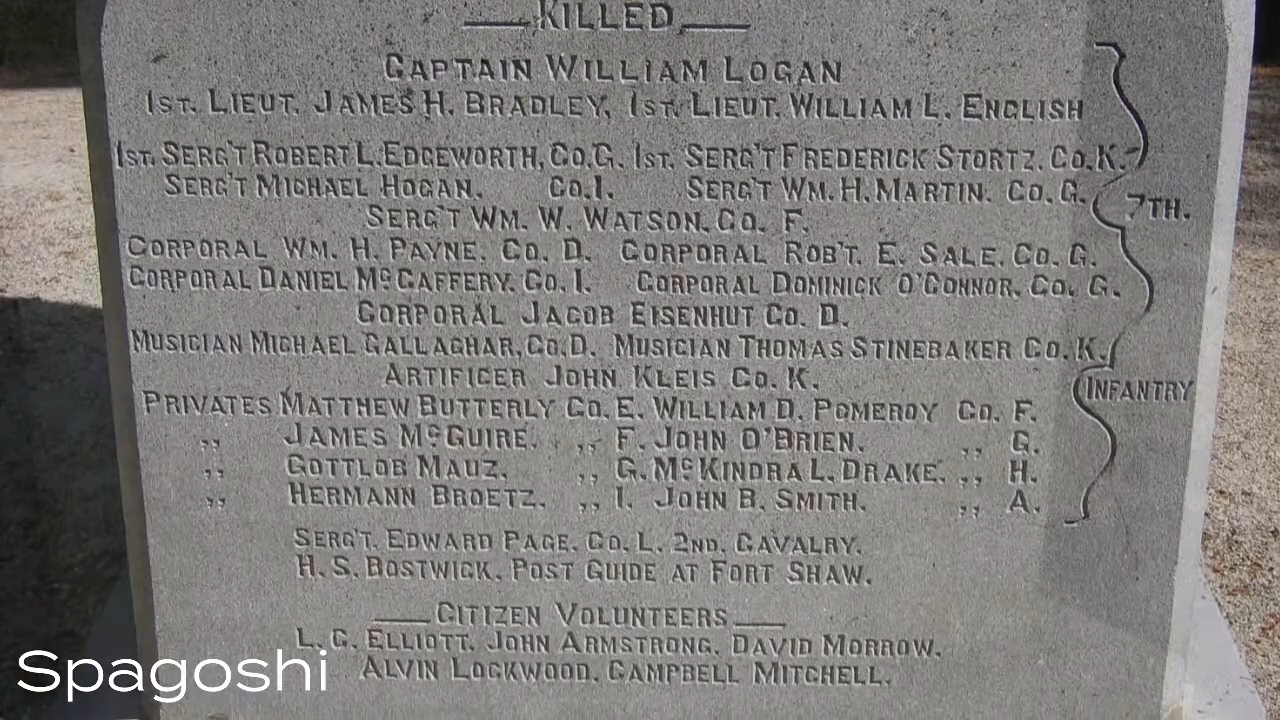 KILLED
CAPTAIN WILLIAM LOGAN
1ST. LIEUT. JAMES H. BRADLEY, 1ST. LIEUT. WILLIAM L. ENGLISH
1ST. SERG'T ROBERT L. EDGEWORTH, CO. G. 1ST. SERG'T FREDERICK STORTZ. CO. K.
SERG'T MICHAEL HOGAN. CO. I. SERG'T WM. H. MARTIN. CO. G.
7TH.
SERG'T WM. W. WATSON. CO. F.
CORPORAL WM. H. PAYNE. CO. D. CORPORAL ROB'T. E. SALE. CO. G.
CORPORAL DANIEL MCCAFFERY. CO. I. CORPORAL DOMINICK O'CONNOR. CO. G.
CORPORAL JACOB EISENHUT CO. D.
MUSICIAN MICHAEL GALLAGHAR, CO. D. MUSICIAN THOMAS STINEBAKER CO. K.
ARTIFICER JOHN KLEIS CO. K.
INFANTRY
PRIVATES MATTHEW BUTTERLY CO. E. WILLIAM D. POMEROY CO. F.
,, JAMES MCGUIRE. ,, F. JOHN O'BRIEN. ,, G.
,, GOTTLOB MAUZ. ,, G. MCKINDRA L. DRAKE. ,, H.
,, HERMANN BROETZ. ,, I. JOHN B. SMITH. ,, A.
SERG'T. EDWARD PAGE. CO. L. 2ND. CAVALRY.
H. S. BOSTWICK. POST GUIDE AT FORT SHAW.
CITIZEN VOLUNTEERS
L. C. ELLIOTT. JOHN ARMSTRONG. DAVID MORROW.
ALVIN LOCKWOOD. CAMPBELL MITCHELL.
Spagoshi